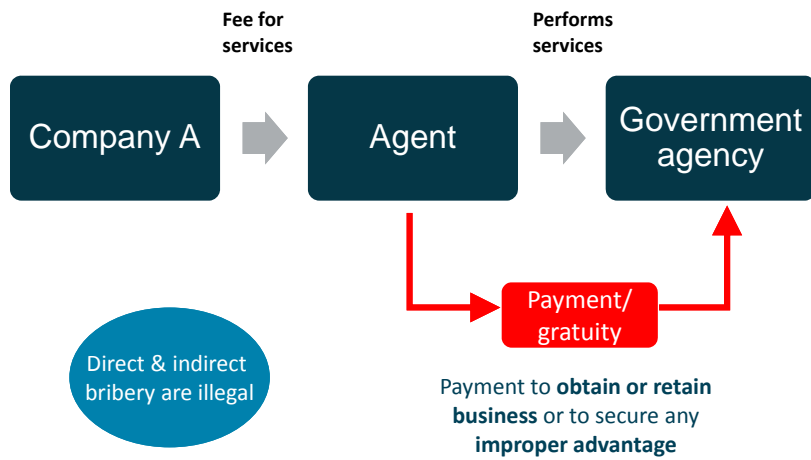 Fee for
services
Performs
services
Company A
Agent
Government
agency
Payment/
gratuity
Direct & indirect
bribery are illegal
Payment to obtain or retain
business or to secure any
improper advantage